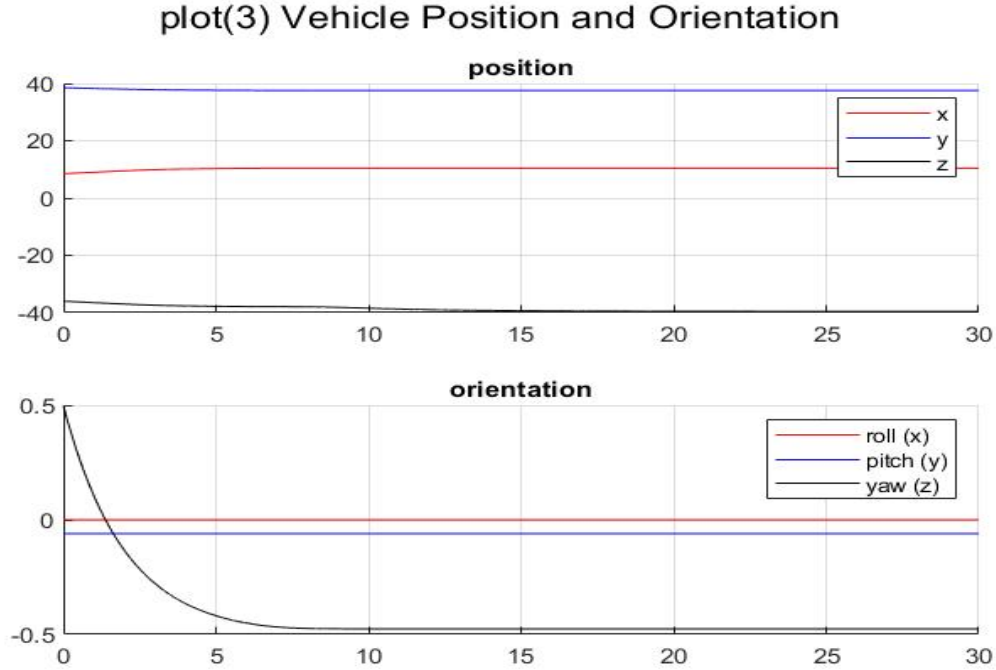 plot(3) Vehicle Position and Orientation
position
40
20
0
-20
-40
x
y
z
0 5 10 15 20 25 30
orientation
0.5
0
-0.5
roll (x)
pitch (y)
yaw (z)
0 5 10 15 20 25 30